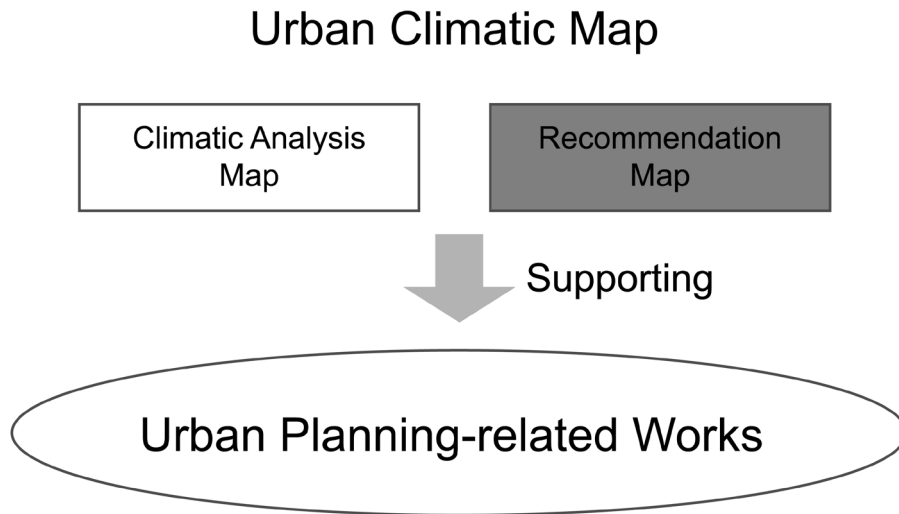 Urban Climatic Map
Climatic Analysis
Map
Recommendation
Map
Supporting
Urban Planning-related Works